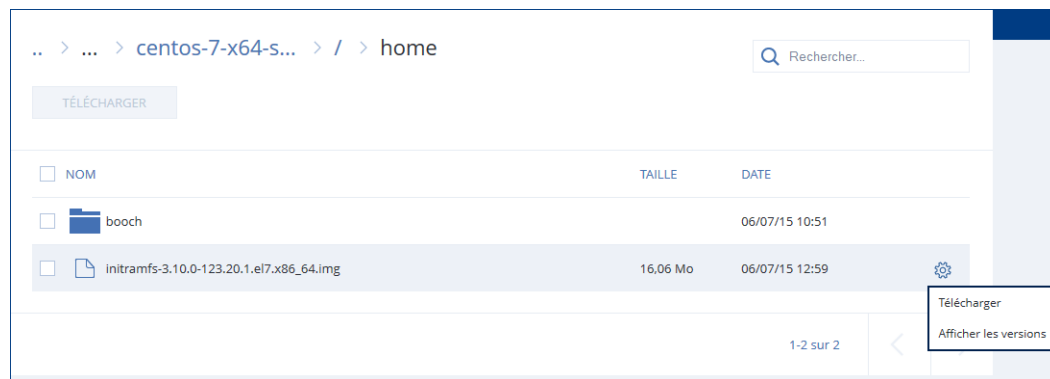 .. > ... > centos-7-x64-s... > / > home
Rechercher...
TÉLÉCHARGER
NOM TAILLE DATE
booch 06/07/15 10:51
initramfs-3.10.0-123.20.1.el7.x86_64.img 16,06 Mo 06/07/15 12:59
Télécharger
Afficher les versions
1-2 sur 2